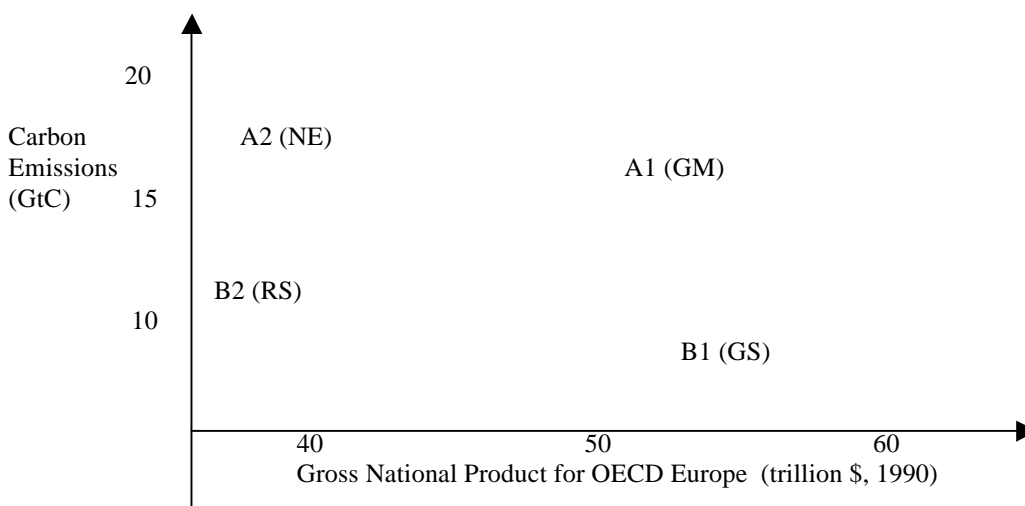 20
Carbon
Emissions
(GtC)
A2 (NE)
A1 (GM)
15
B2 (RS)
10
B1 (GS)
40 50 60
Gross National Product for OECD Europe (trillion $, 1990)